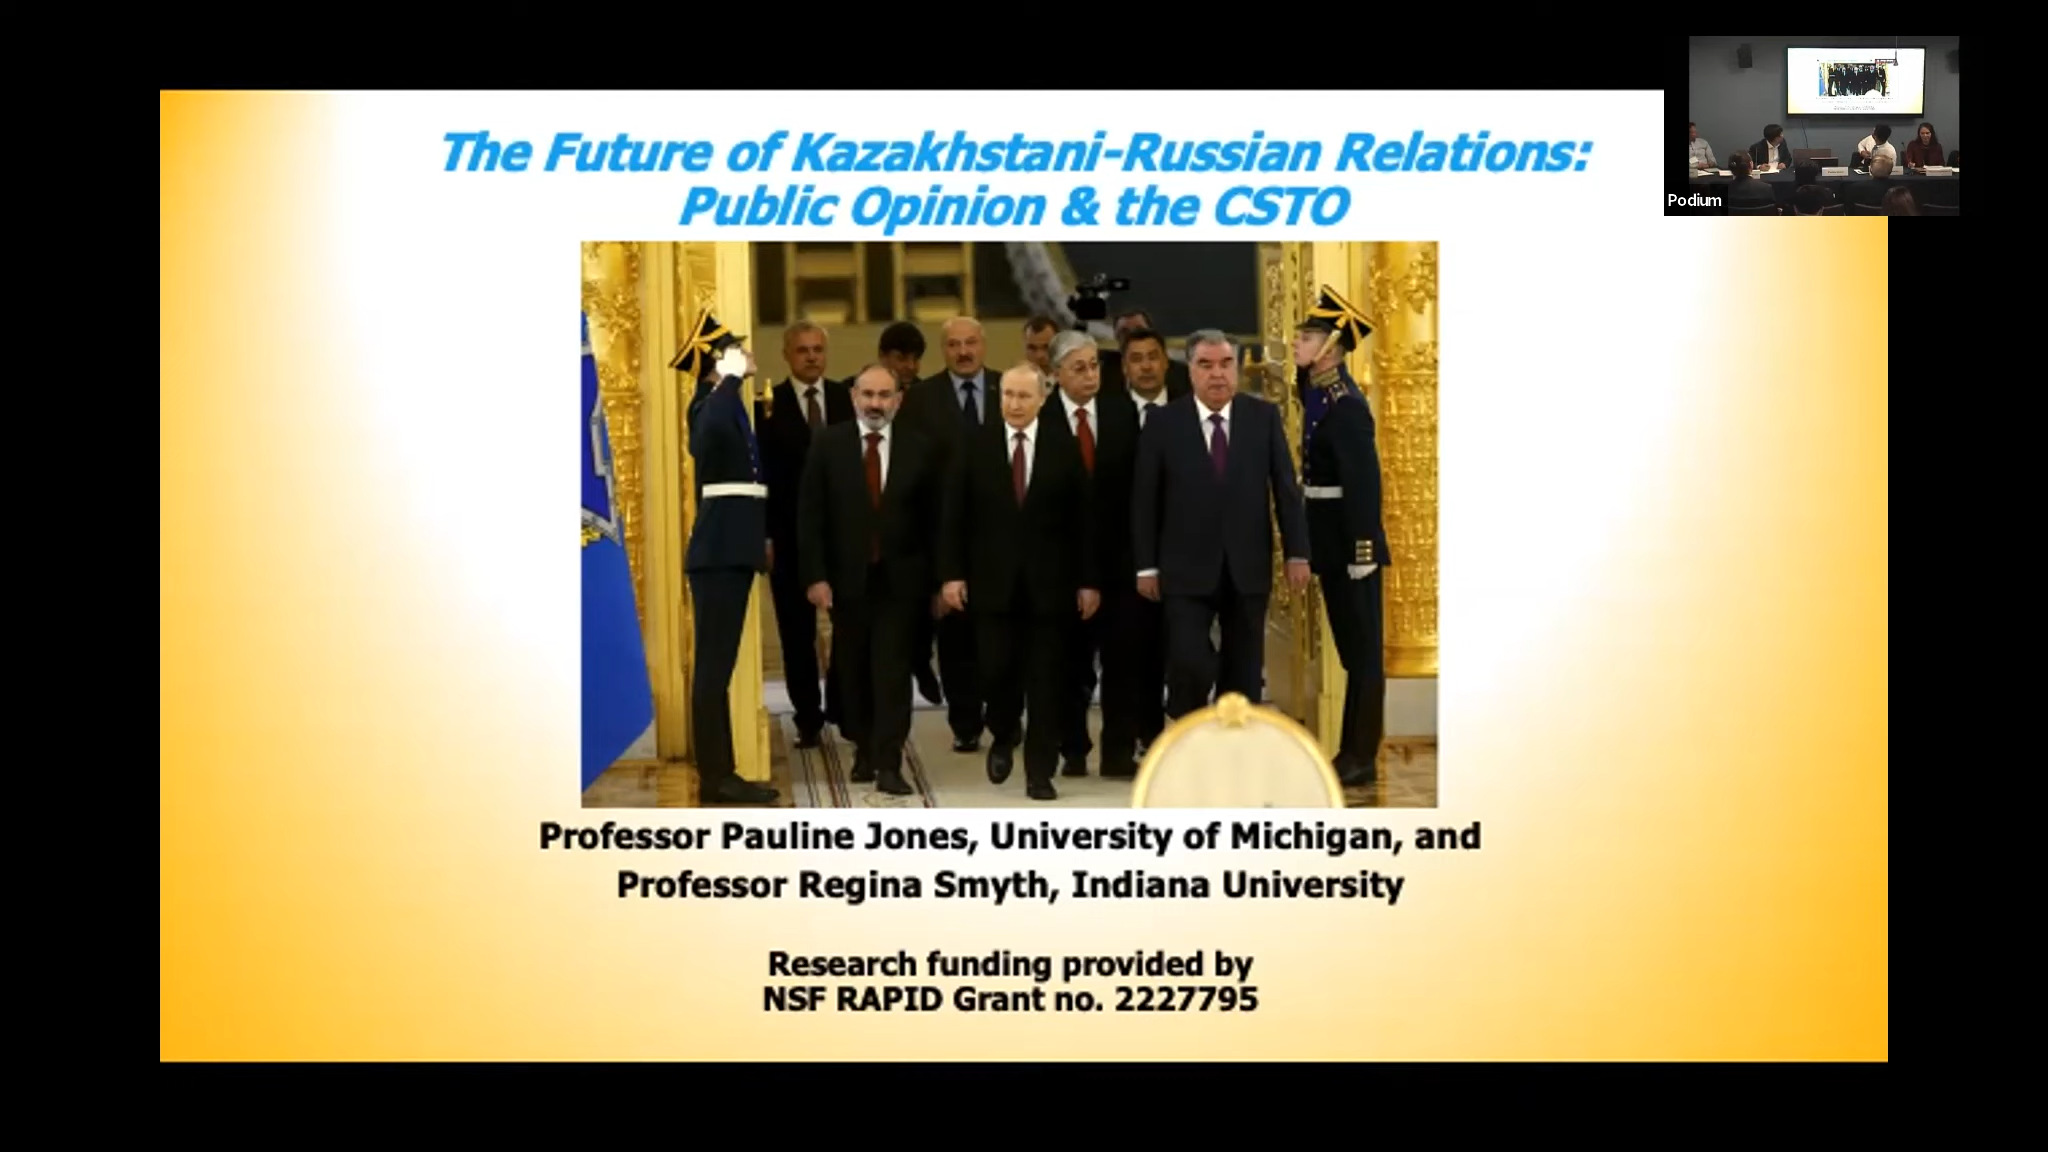 The Future of Kazakhstani-Russian Relations:
Public Opinion & the CSTO
Podium
Professor Pauline Jones, University of Michigan, and
Professor Regina Smyth, Indiana University
Research funding provided by
NSF RAPID Grant no. 2227795